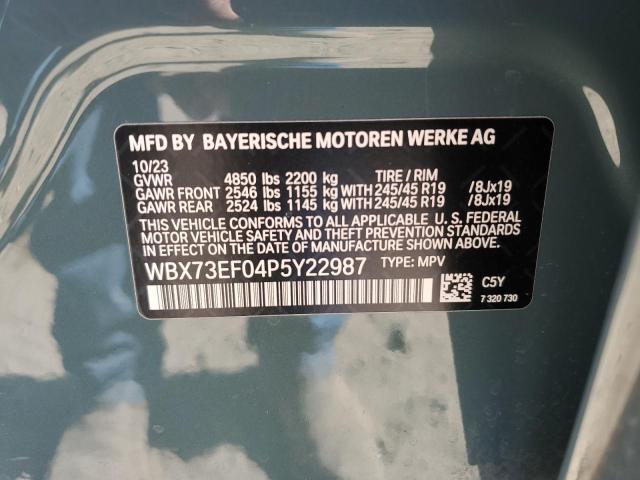 MFD BY BAYERISCHE MOTOREN WERKE AG
10/23
GVWR 4850 lbs 2200 kg TIRE / RIM
GAWR FRONT 2546 lbs 1155 kg WITH 245/45 R19 /8Jx19
GAWR REAR 2524 lbs 1145 kg WITH 245/45 R19 /8Jx19
THIS VEHICLE CONFORMS TO ALL APPLICABLE U. S. FEDERAL
MOTOR VEHICLE SAFETY AND THEFT PREVENTION STANDARDS
IN EFFECT ON THE DATE OF MANUFACTURE SHOWN ABOVE.
WBX73EF04P5Y22987 TYPE: MPV
C5Y
7 320 730